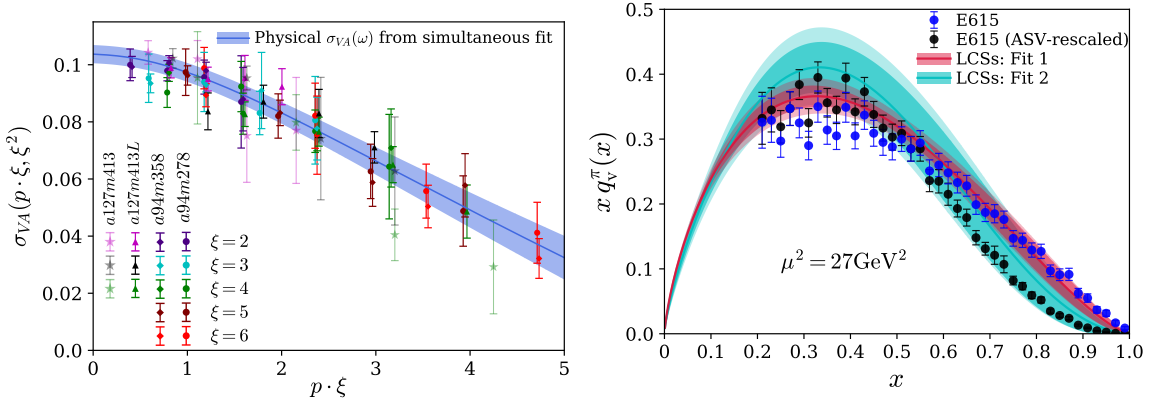 Physical σ_VA(ω) from simultaneous fit
σ_VA(p · ξ, ξ²)
0.1
0.08
0.06
0.04
0.02
0.0
a127m413
a127m413L
a94m358
a94m278
ξ = 2
ξ = 3
ξ = 4
ξ = 5
ξ = 6
0 1 2 3 4 5
p · ξ
E615
E615 (ASV-rescaled)
LCSs: Fit 1
LCSs: Fit 2
x q_v^π(x)
0.5
0.4
0.3
0.2
0.1
0.0
μ² = 27GeV²
0 0.1 0.2 0.3 0.4 0.5 0.6 0.7 0.8 0.9 1.0
x